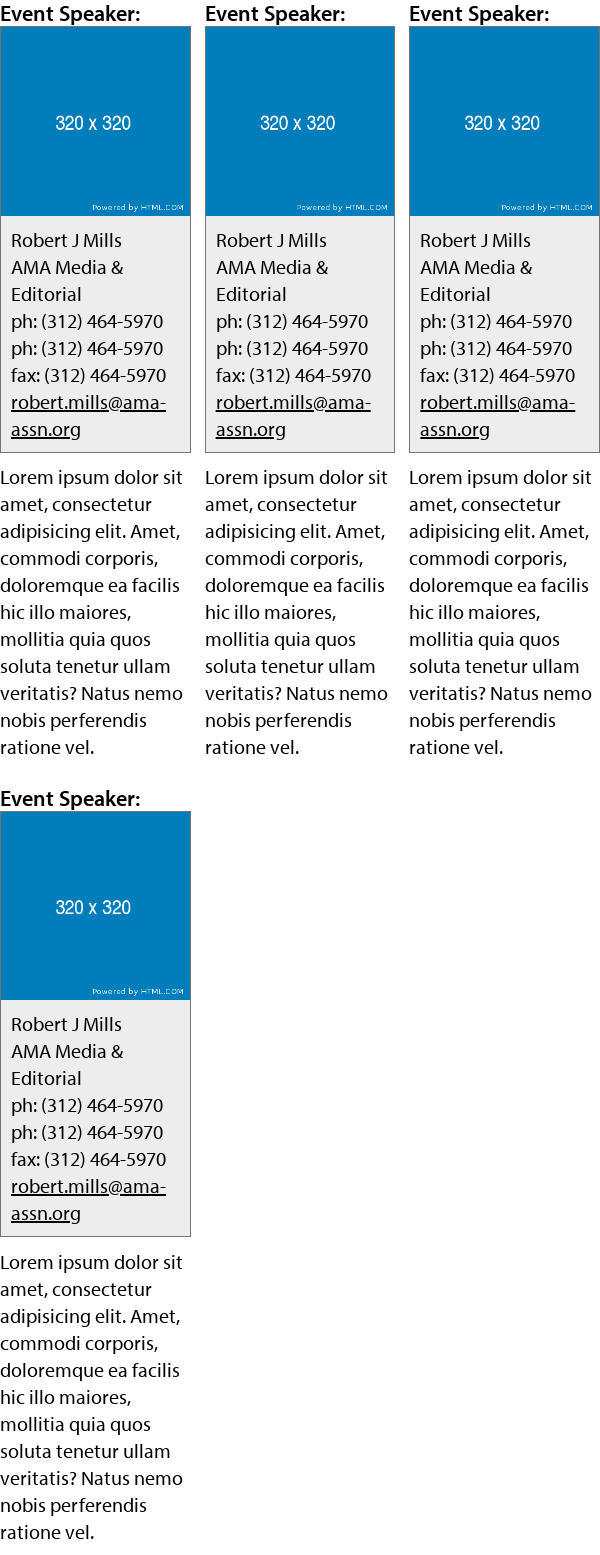 Event Speaker:
320 x 320
Powered by HTML.COM
Robert J Mills
AMA Media &
Editorial
ph: (312) 464-5970
ph: (312) 464-5970
fax: (312) 464-5970
robert.mills@ama-
assn.org
Lorem ipsum dolor sit
amet, consectetur
adipisicing elit. Amet,
commodi corporis,
doloremque ea facilis
hic illo maiores,
mollitia quia quos
soluta tenetur ullam
veritatis? Natus nemo
nobis perferendis
ratione vel.
Event Speaker:
320 x 320
Powered by HTML.COM
Robert J Mills
AMA Media &
Editorial
ph: (312) 464-5970
ph: (312) 464-5970
fax: (312) 464-5970
robert.mills@ama-
assn.org
Lorem ipsum dolor sit
amet, consectetur
adipisicing elit. Amet,
commodi corporis,
doloremque ea facilis
hic illo maiores,
mollitia quia quos
soluta tenetur ullam
veritatis? Natus nemo
nobis perferendis
ratione vel.
Event Speaker:
320 x 320
Powered by HTML.COM
Robert J Mills
AMA Media &
Editorial
ph: (312) 464-5970
ph: (312) 464-5970
fax: (312) 464-5970
robert.mills@ama-
assn.org
Lorem ipsum dolor sit
amet, consectetur
adipisicing elit. Amet,
commodi corporis,
doloremque ea facilis
hic illo maiores,
mollitia quia quos
soluta tenetur ullam
veritatis? Natus nemo
nobis perferendis
ratione vel.
Event Speaker:
320 x 320
Powered by HTML.COM
Robert J Mills
AMA Media &
Editorial
ph: (312) 464-5970
ph: (312) 464-5970
fax: (312) 464-5970
robert.mills@ama-
assn.org
Lorem ipsum dolor sit
amet, consectetur
adipisicing elit. Amet,
commodi corporis,
doloremque ea facilis
hic illo maiores,
mollitia quia quos
soluta tenetur ullam
veritatis? Natus nemo
nobis perferendis
ratione vel.